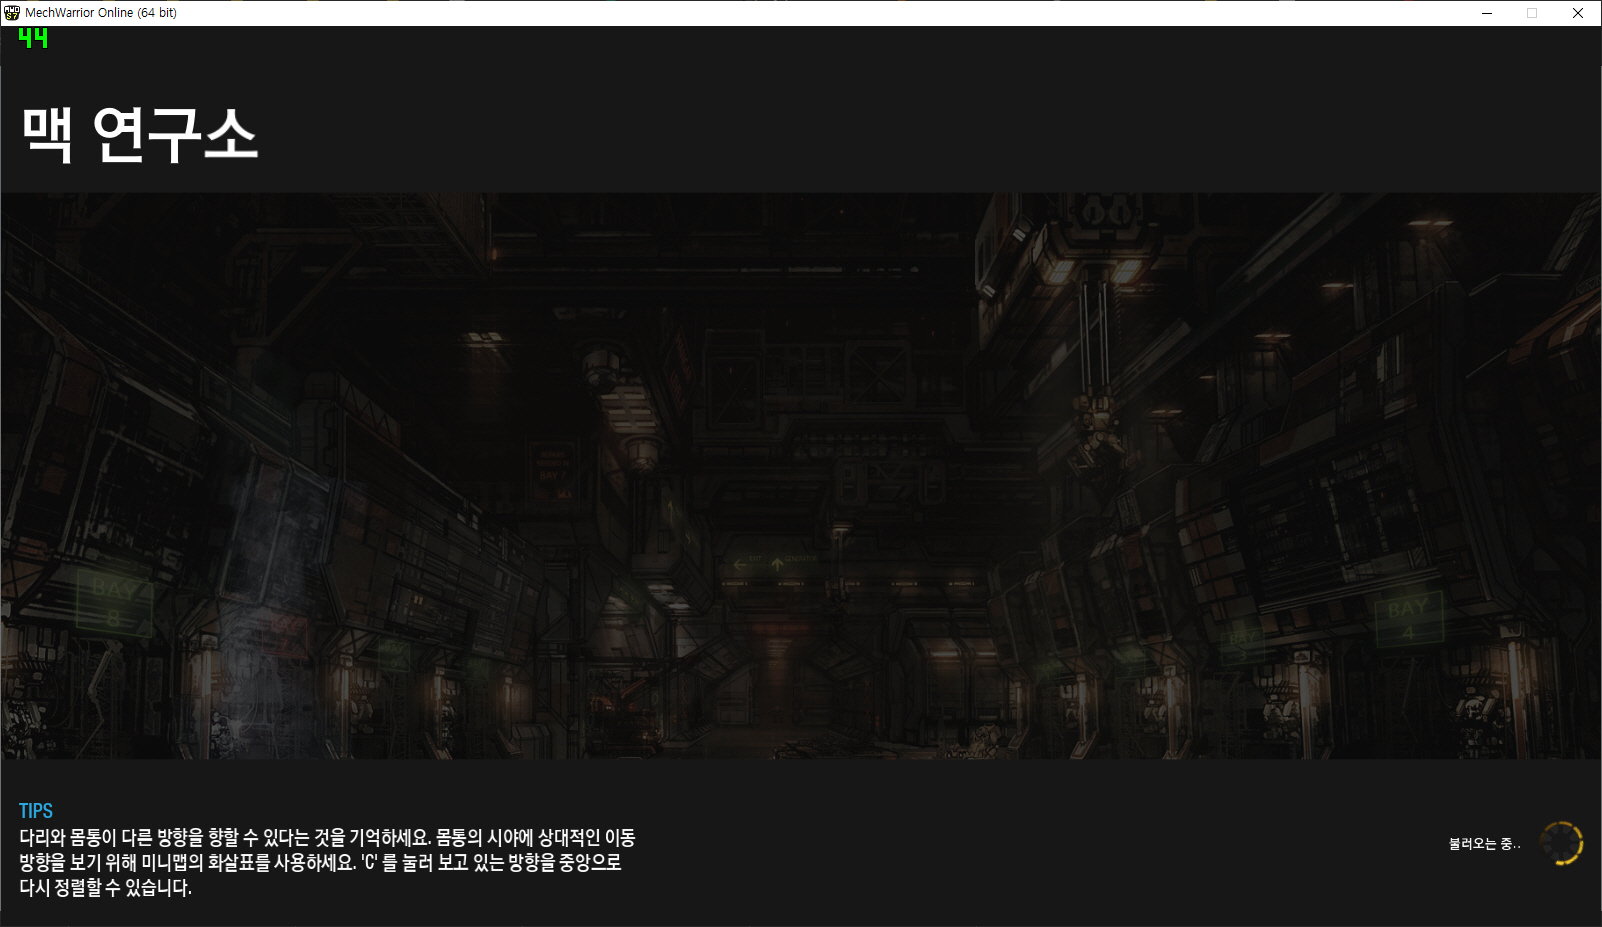 MechWarrior Online (64 bit)
44
맥 연구소
BAY
8
BAY
4
EXIT
TIPS
다리와 몸통이 다른 방향을 향할 수 있다는 것을 기억하세요. 몸통의 시야에 상대적인 이동
방향을 보기 위해 미니맵의 화살표를 사용하세요. 'C' 를 눌러 보고 있는 방향을 중앙으로
다시 정렬할 수 있습니다.
불러오는 중..